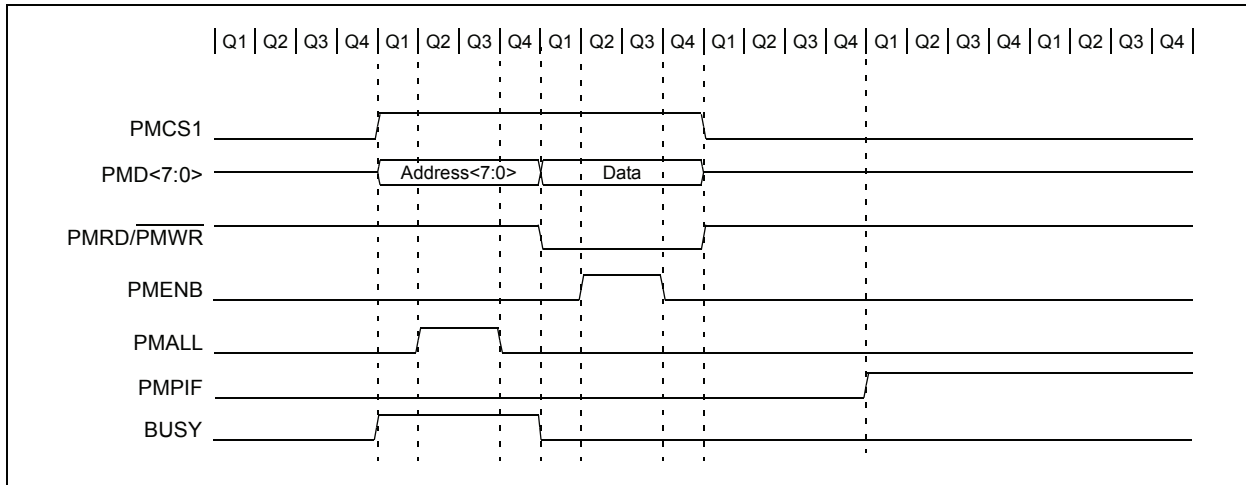 Q1 Q2 Q3 Q4 Q1 Q2 Q3 Q4 Q1 Q2 Q3 Q4 Q1 Q2 Q3 Q4 Q1 Q2 Q3 Q4 Q1 Q2 Q3 Q4
PMCS1
PMD<7:0> Address<7:0> Data
PMRD/PMWR
PMENB
PMALL
PMPIF
BUSY